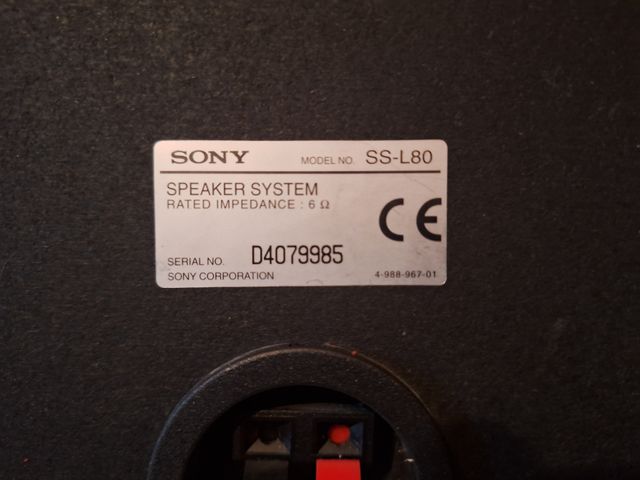 SONY MODEL NO. SS-L80
SPEAKER SYSTEM
RATED IMPEDANCE : 6 Ω
CE
SERIAL NO. D4079985
SONY CORPORATION 4-988-967-01